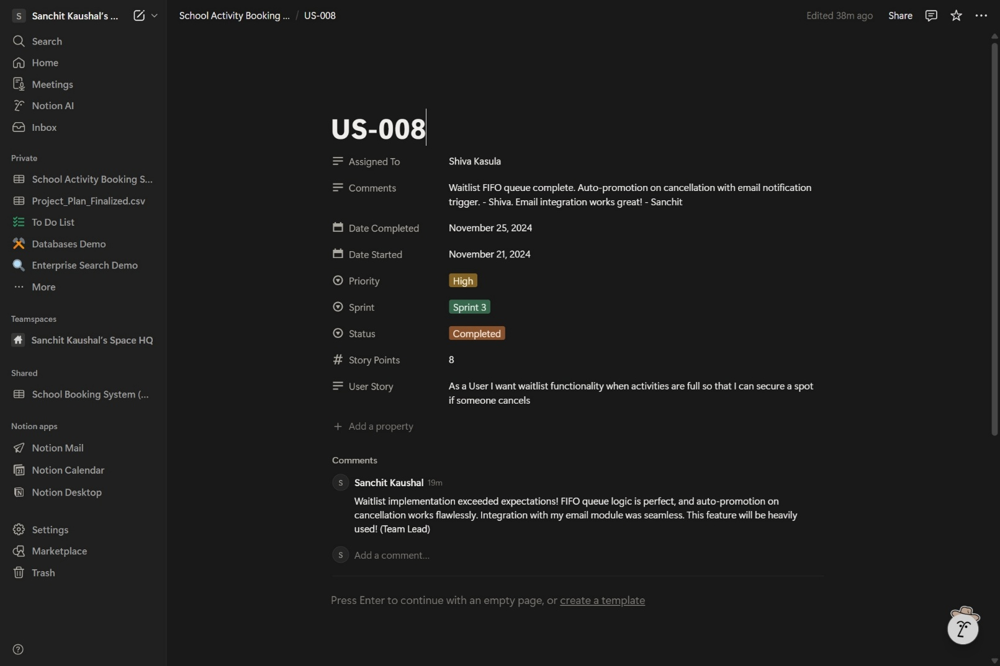 S Sanchit Kaushal's ...
Search
Home
Meetings
Notion AI
Inbox
Private
School Activity Booking S...
Project_Plan_Finalized.csv
To Do List
Databases Demo
Enterprise Search Demo
More
Teamspaces
Sanchit Kaushal's Space HQ
Shared
School Booking System (...
Notion apps
Notion Mail
Notion Calendar
Notion Desktop
Settings
Marketplace
Trash
School Activity Booking ... / US-008
Edited 38m ago Share
US-008
Assigned To Shiva Kasula
Comments Waitlist FIFO queue complete. Auto-promotion on cancellation with email notification
trigger. - Shiva. Email integration works great! - Sanchit
Date Completed November 25, 2024
Date Started November 21, 2024
Priority High
Sprint Sprint 3
Status Completed
Story Points 8
User Story As a User I want waitlist functionality when activities are full so that I can secure a spot
if someone cancels
Add a property
Comments
S Sanchit Kaushal 19m
Waitlist implementation exceeded expectations! FIFO queue logic is perfect, and auto-promotion on
cancellation works flawlessly. Integration with my email module was seamless. This feature will be heavily
used! (Team Lead)
S Add a comment...
Press Enter to continue with an empty page, or create a template